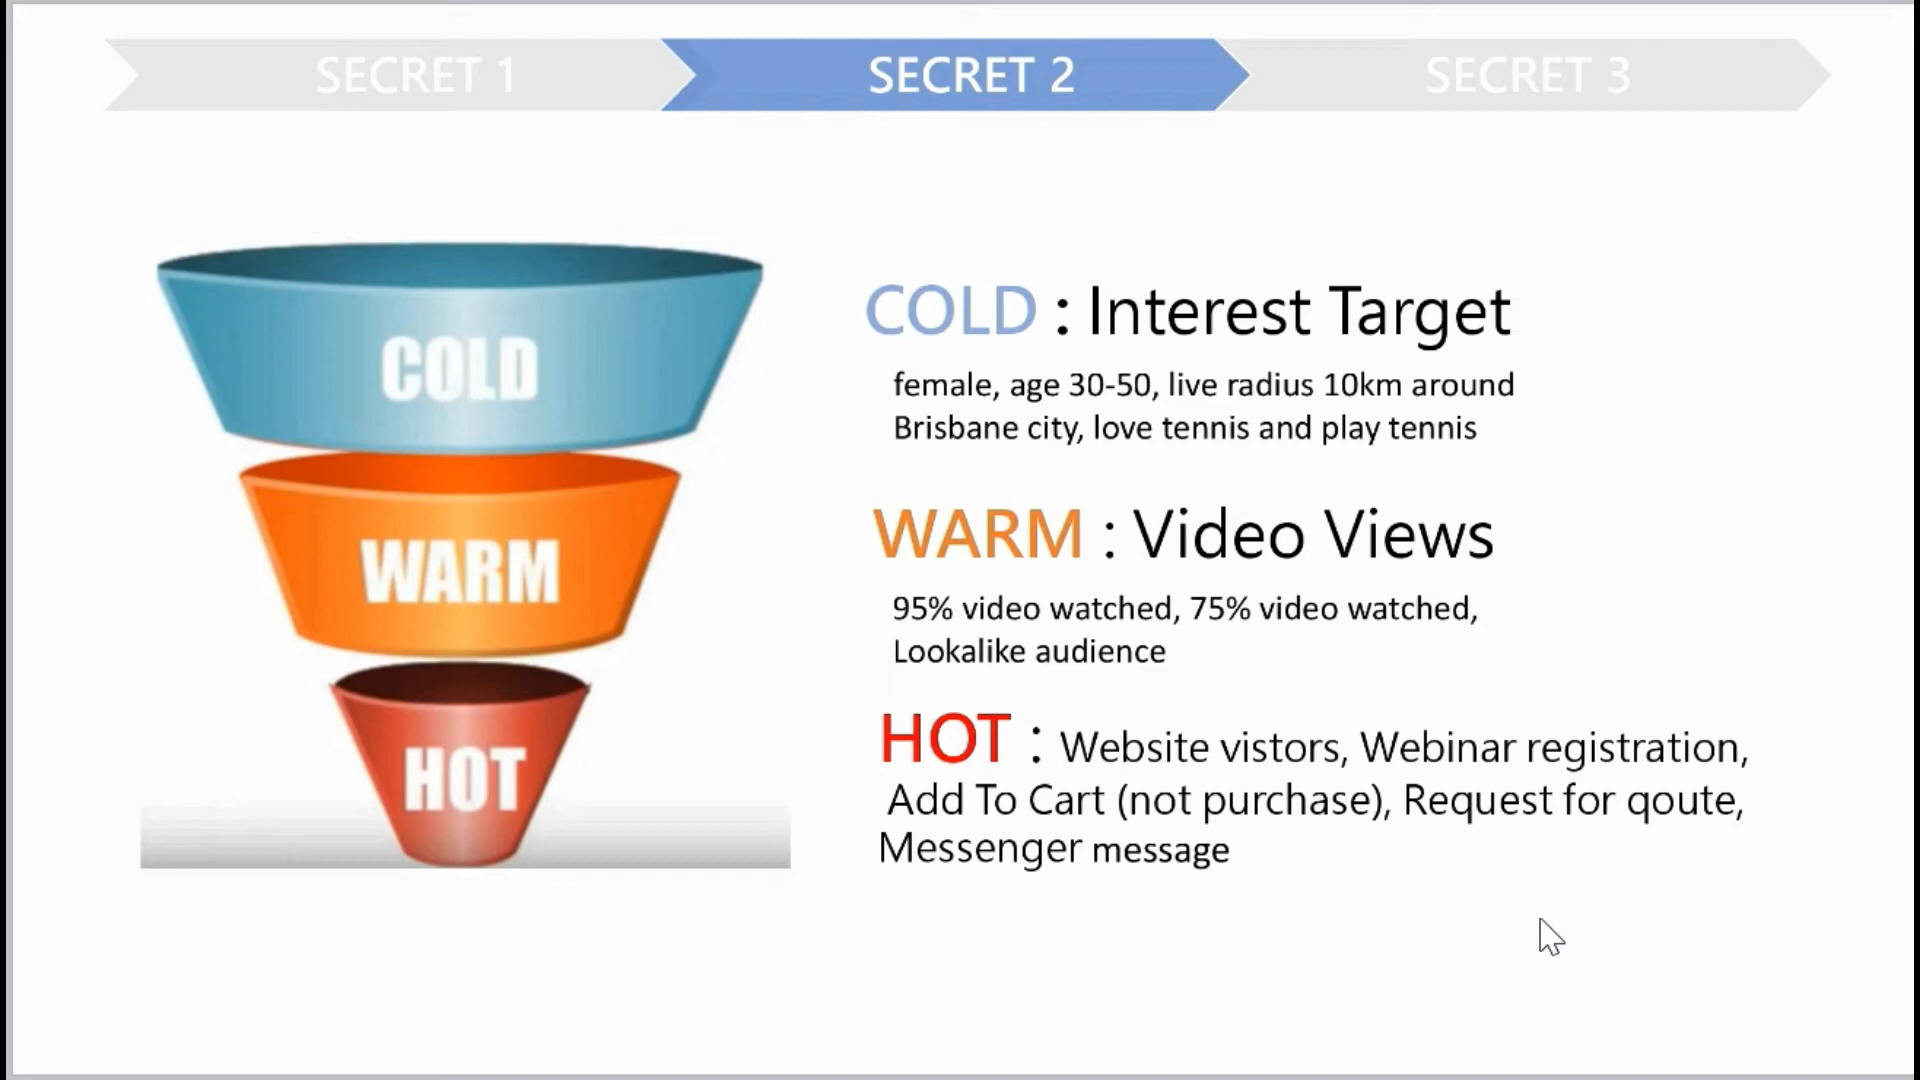 SECRET 1
SECRET 2
SECRET 3
COLD
WARM
HOT
COLD : Interest Target
female, age 30-50, live radius 10km around
Brisbane city, love tennis and play tennis
WARM : Video Views
95% video watched, 75% video watched,
Lookalike audience
HOT : Website vistors, Webinar registration,
Add To Cart (not purchase), Request for qoute,
Messenger message